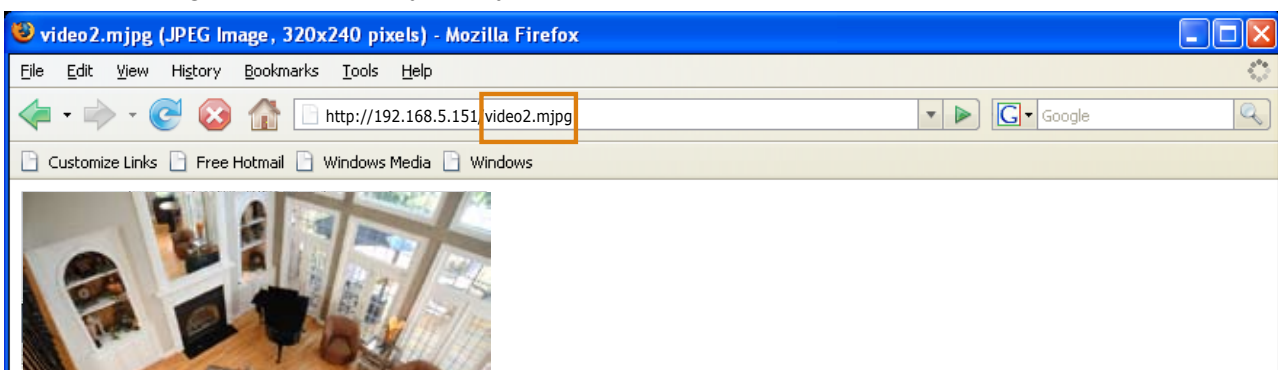 video2.mjpg (JPEG Image, 320x240 pixels) - Mozilla Firefox
File Edit View History Bookmarks Tools Help
http://192.168.5.151/video2.mjpg G Google
Customize Links Free Hotmail Windows Media Windows